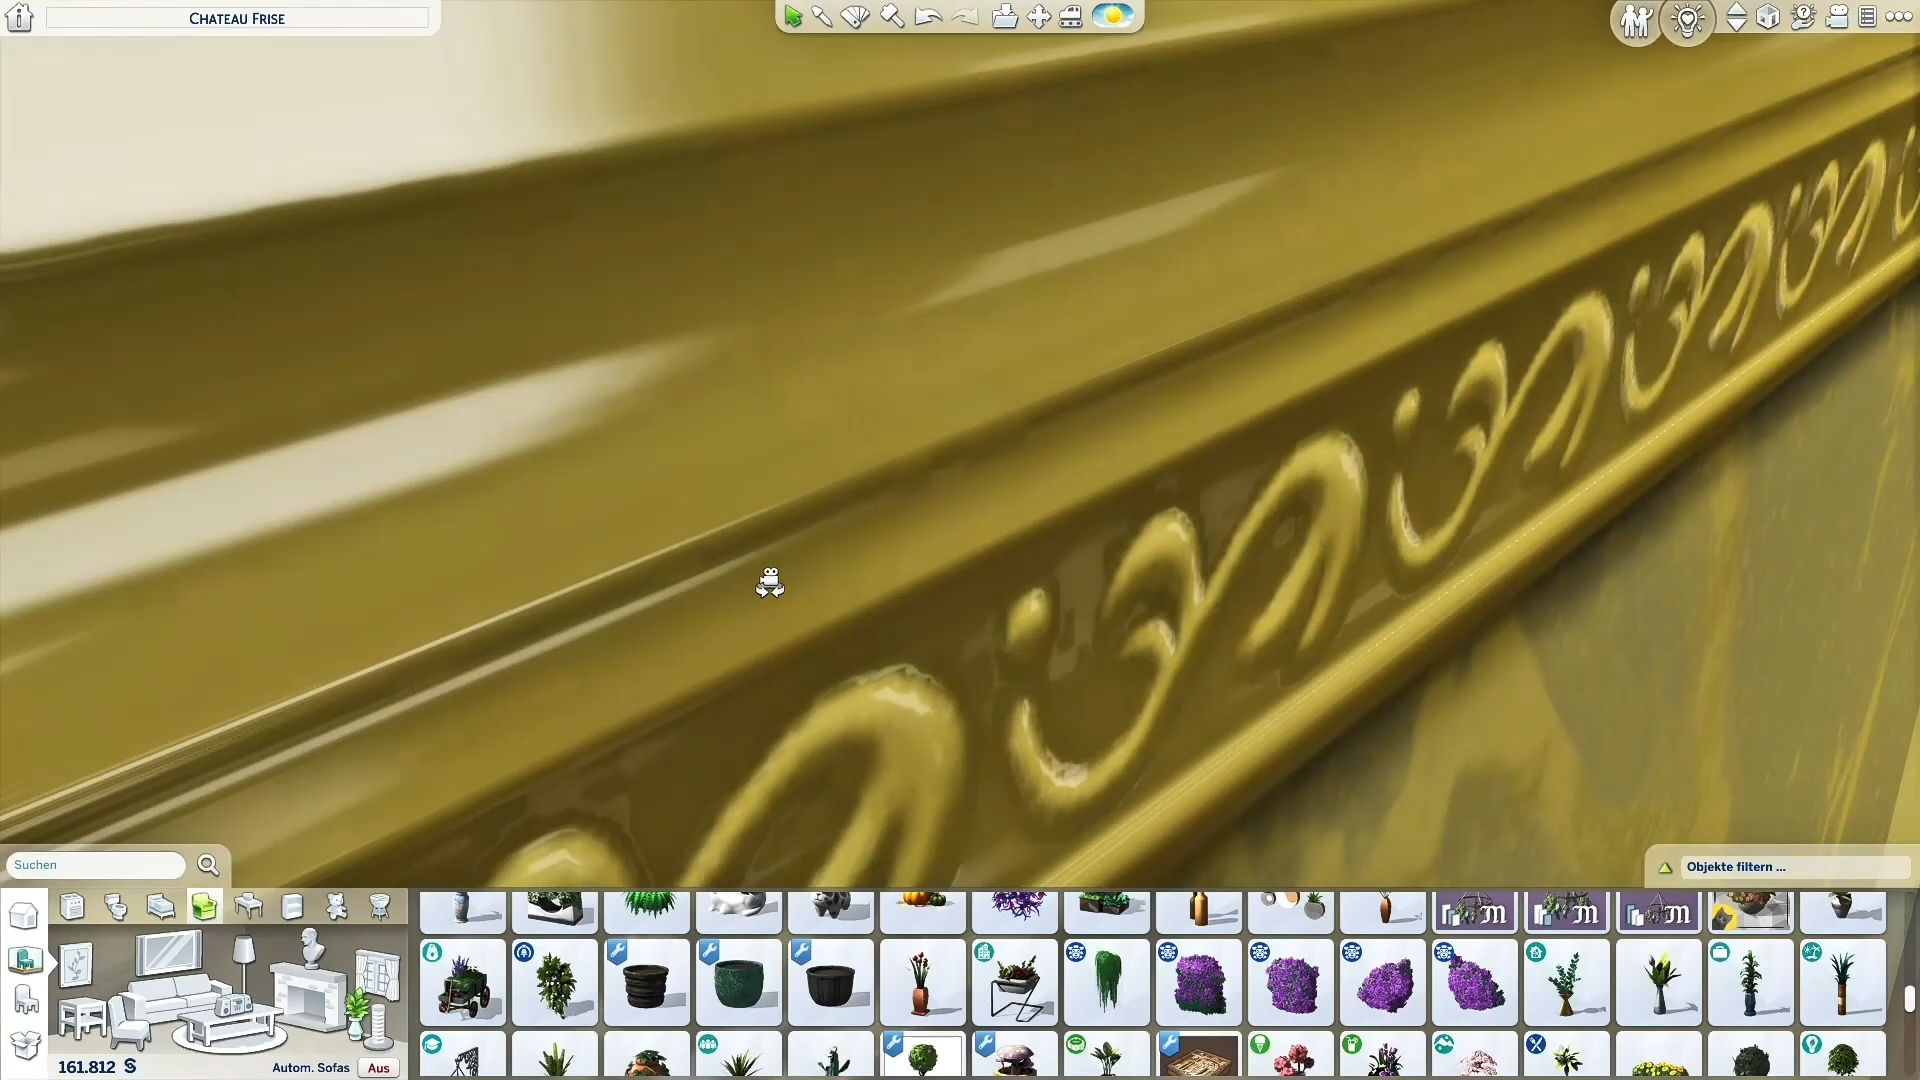 CHATEAU FRISE
Suchen
Objekte filtern ...
m
m
m
161.812 S
Autom. Sofas
Aus